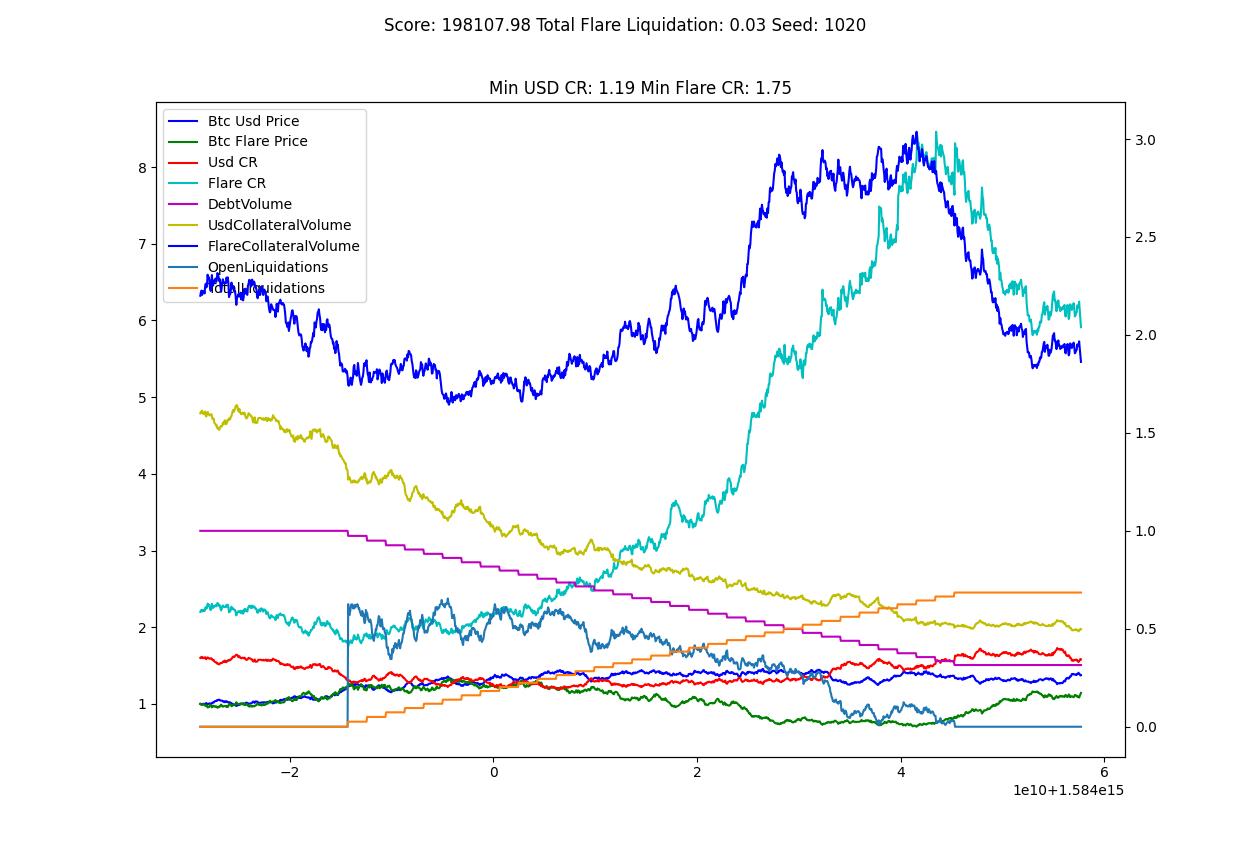 Score: 198107.98 Total Flare Liquidation: 0.03 Seed: 1020
Min USD CR: 1.19 Min Flare CR: 1.75
Btc Usd Price
Btc Flare Price
Usd CR
Flare CR
DebtVolume
UsdCollateralVolume
FlareCollateralVolume
OpenLiquidations
TotalLiquidations
8
7
6
5
4
3
2
1
3.0
2.5
2.0
1.5
1.0
0.5
0.0
−2
0
2
4
6
1e10+1.584e15